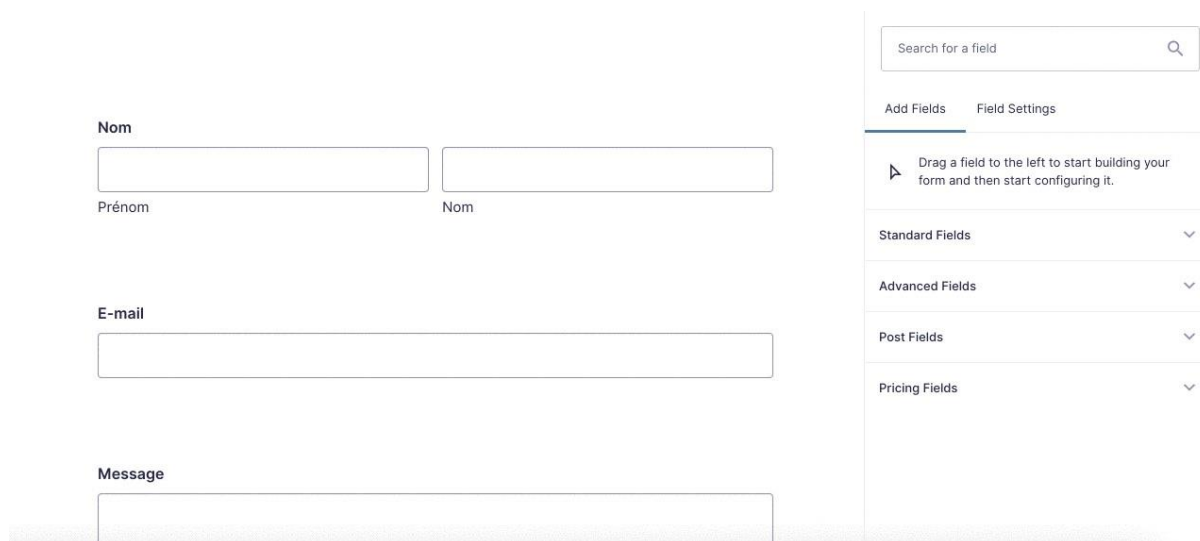 Nom
Prénom
Nom
E-mail
Message
Search for a field
Add Fields
Field Settings
Drag a field to the left to start building your
form and then start configuring it.
Standard Fields
Advanced Fields
Post Fields
Pricing Fields